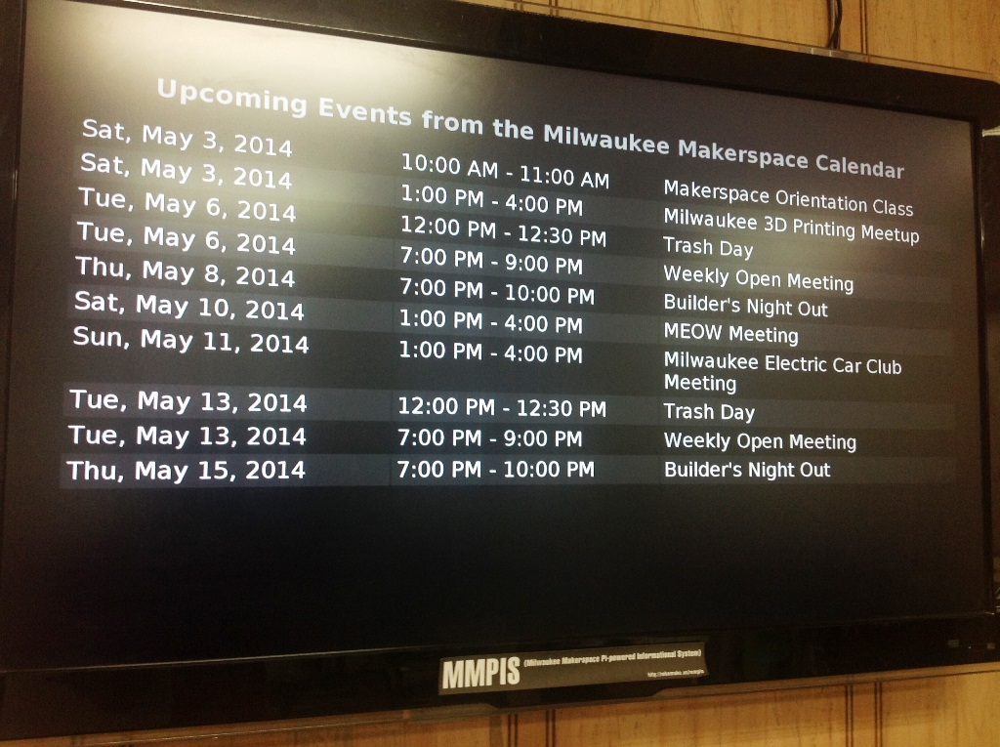 Upcoming Events from the Milwaukee Makerspace Calendar
Sat, May 3, 2014 10:00 AM - 11:00 AM Makerspace Orientation Class
Sat, May 3, 2014 1:00 PM - 4:00 PM Milwaukee 3D Printing Meetup
Tue, May 6, 2014 12:00 PM - 12:30 PM Trash Day
Tue, May 6, 2014 7:00 PM - 9:00 PM Weekly Open Meeting
Thu, May 8, 2014 7:00 PM - 10:00 PM Builder's Night Out
Sat, May 10, 2014 1:00 PM - 4:00 PM MEOW Meeting
Sun, May 11, 2014 1:00 PM - 4:00 PM Milwaukee Electric Car Club
Meeting
Tue, May 13, 2014 12:00 PM - 12:30 PM Trash Day
Tue, May 13, 2014 7:00 PM - 9:00 PM Weekly Open Meeting
Thu, May 15, 2014 7:00 PM - 10:00 PM Builder's Night Out
MMPIS (Milwaukee Makerspace Pi-powered Informational System)